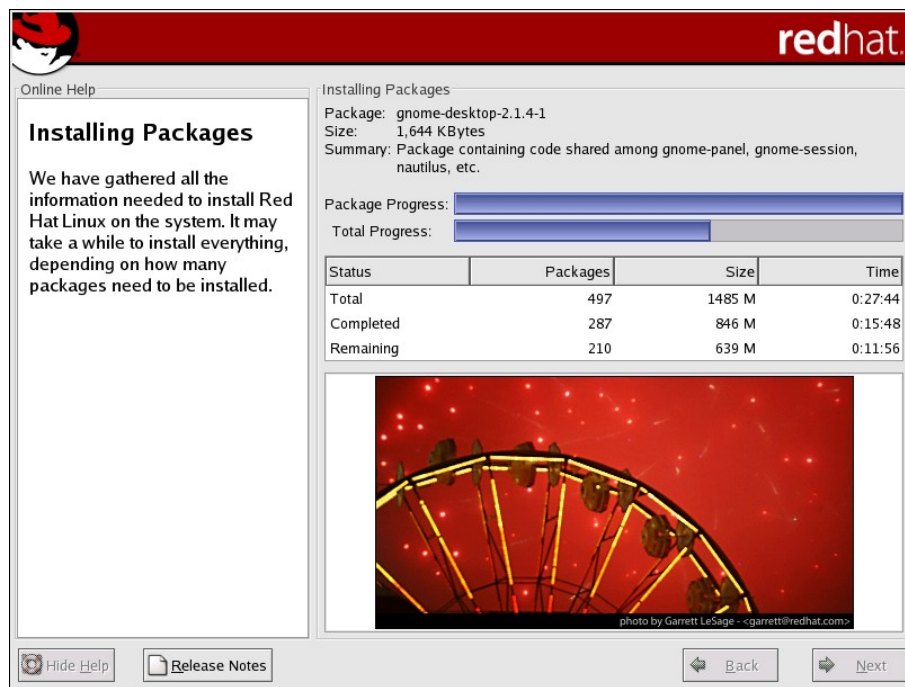 redhat.
Online Help
Installing Packages
We have gathered all the
information needed to install Red
Hat Linux on the system. It may
take a while to install everything,
depending on how many
packages need to be installed.
Installing Packages
Package: gnome-desktop-2.1.4-1
Size: 1,644 KBytes
Summary: Package containing code shared among gnome-panel, gnome-session,
nautilus, etc.
Package Progress:
Total Progress:
Status Packages Size Time
Total 497 1485 M 0:27:44
Completed 287 846 M 0:15:48
Remaining 210 639 M 0:11:56
photo by Garrett LeSage - <garrett@redhat.com>
Hide Help Release Notes Back Next